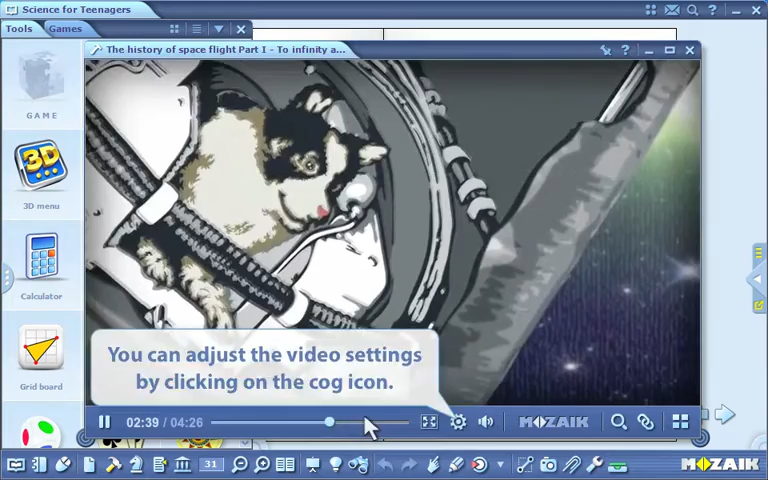 Science for Teenagers
Tools
Games
The history of space flight Part I - To infinity a...
GAME
3D
3D menu
Calculator
Grid board
You can adjust the video settings
by clicking on the cog icon.
02:39 / 04:26
MOZAIK
31
MOZAIK